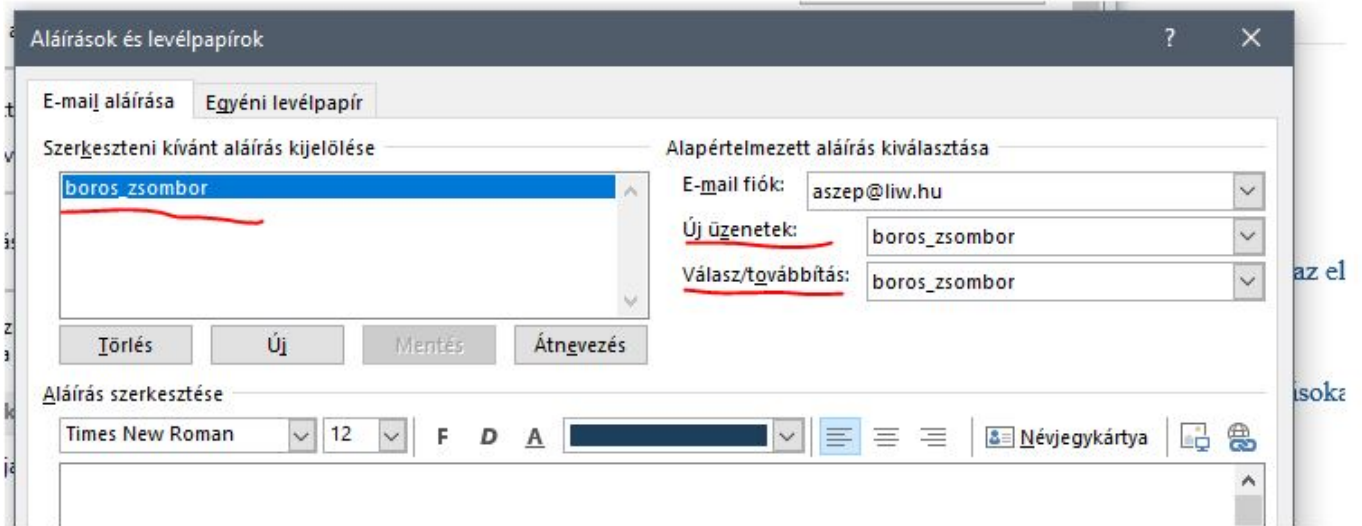 Aláírások és levélpapírok
E-mail aláírása Egyéni levélpapír
Szerkeszteni kívánt aláírás kijelölése
boros_zsombor
Törlés Új Mentés Átnevezés
Alapértelmezett aláírás kiválasztása
E-mail fiók: aszep@liw.hu
Új üzenetek: boros_zsombor
Válasz/továbbítás: boros_zsombor
Aláírás szerkesztése
Times New Roman 12 F D A Névjegykártya
az el